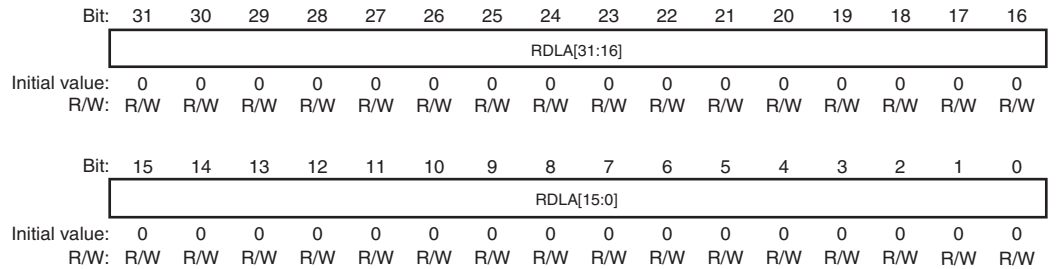 Bit: 31 30 29 28 27 26 25 24 23 22 21 20 19 18 17 16
RDLA[31:16]
Initial value: 0 0 0 0 0 0 0 0 0 0 0 0 0 0 0 0
R/W: R/W R/W R/W R/W R/W R/W R/W R/W R/W R/W R/W R/W R/W R/W R/W R/W
Bit: 15 14 13 12 11 10 9 8 7 6 5 4 3 2 1 0
RDLA[15:0]
Initial value: 0 0 0 0 0 0 0 0 0 0 0 0 0 0 0 0
R/W: R/W R/W R/W R/W R/W R/W R/W R/W R/W R/W R/W R/W R/W R/W R/W R/W